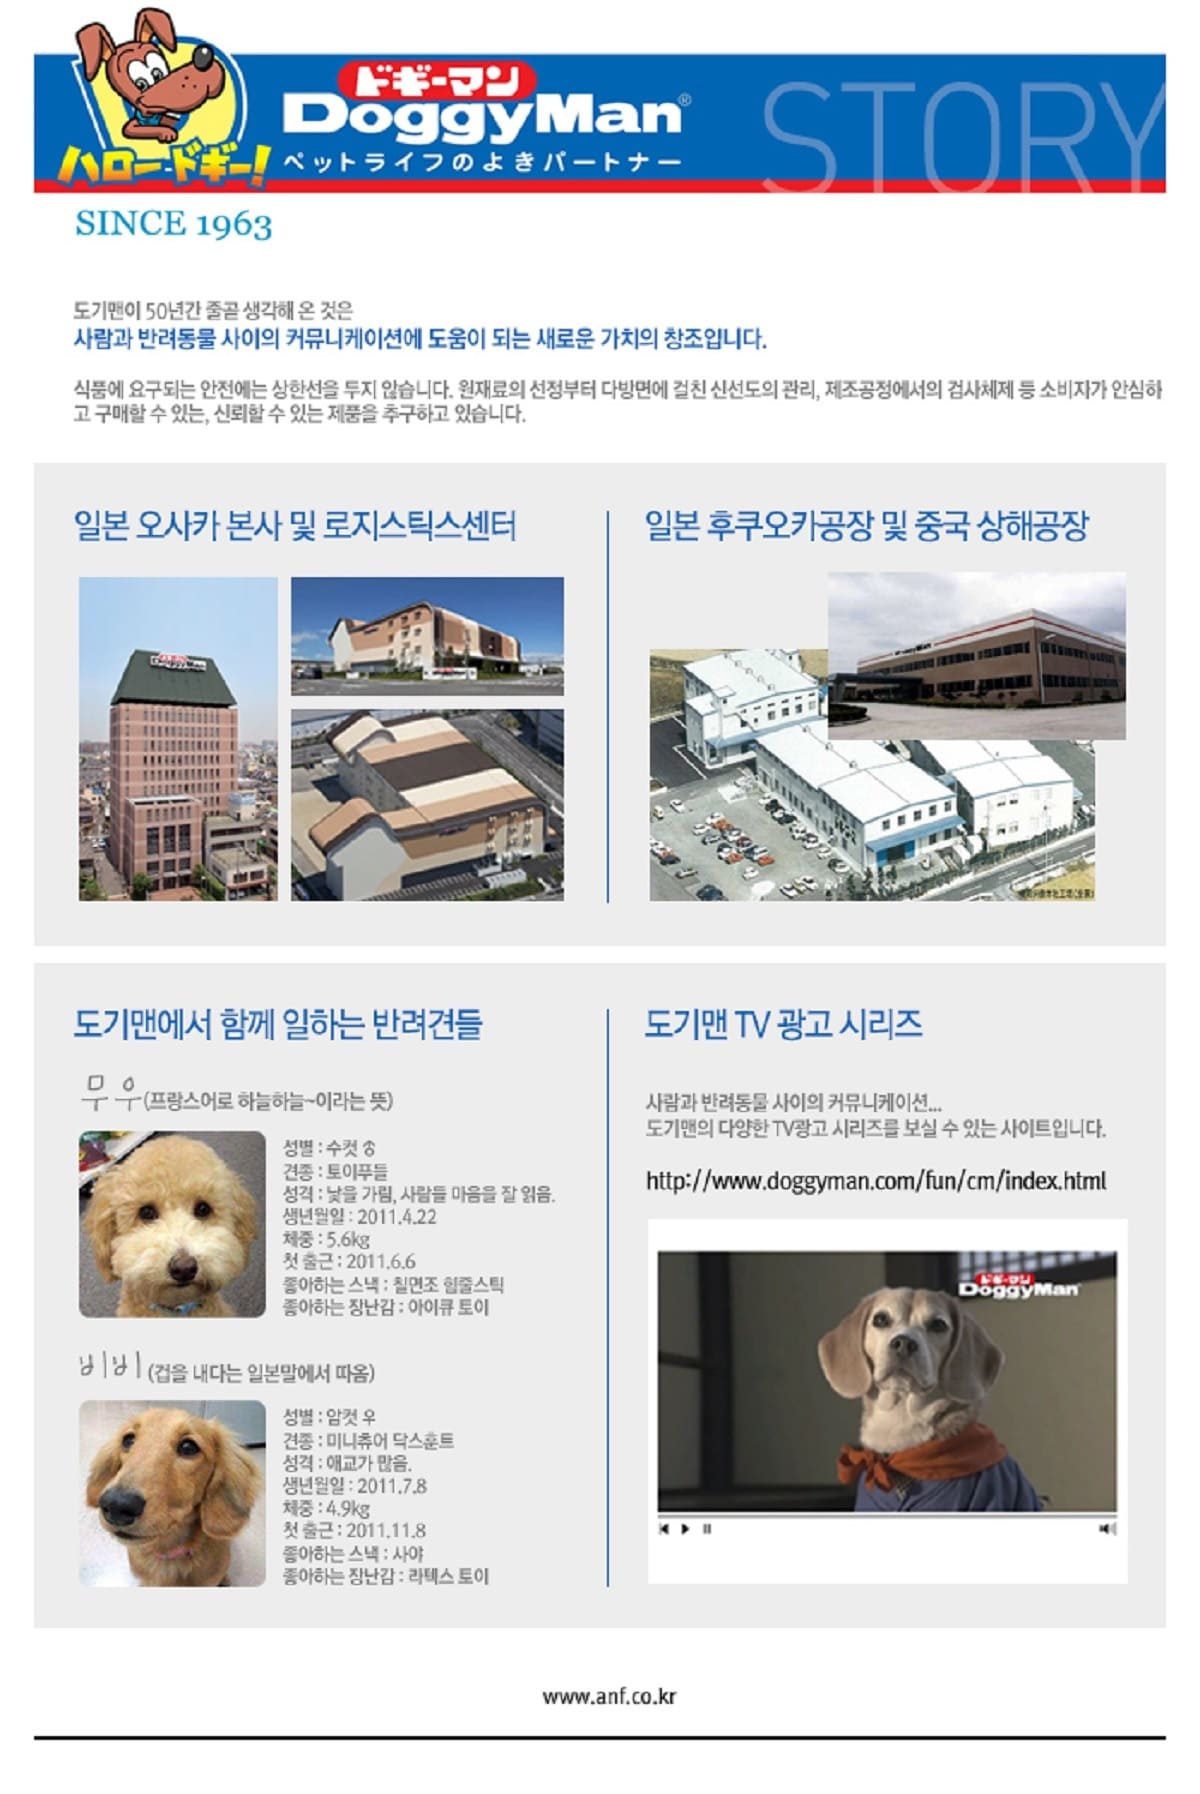 ドギーマン
DoggyMan®
ハロードギー!
ペットライフのよきパートナー
STORY
SINCE 1963
도기맨이 50년간 줄곧 생각해 온 것은
사람과 반려동물 사이의 커뮤니케이션에 도움이 되는 새로운 가치의 창조입니다.
식품에 요구되는 안전에는 상한선을 두지 않습니다. 원재료의 선정부터 다방면에 걸친 신선도의 관리, 제조공정에서의 검사체제 등 소비자가 안심하
고 구매할 수 있는, 신뢰할 수 있는 제품을 추구하고 있습니다.
일본 오사카 본사 및 로지스틱스센터
ドギーマン
DoggyMan
일본 후쿠오카공장 및 중국 상해공장
DoggyMan
도기맨에서 함께 일하는 반려견들
무우(프랑스어로 하늘하늘~이라는 뜻)
성별 : 수컷 ♂
견종 : 토이푸들
성격 : 낯을 가림, 사람들 마음을 잘 읽음.
생년월일 : 2011.4.22
체중 : 5.6kg
첫 출근 : 2011.6.6
좋아하는 스낵 : 칠면조 힘줄스틱
좋아하는 장난감 : 아이큐 토이
비비 (겁을 내다는 일본말에서 따옴)
성별 : 암컷 우
견종 : 미니츄어 닥스훈트
성격 : 애교가 많음.
생년월일 : 2011.7.8
체중 : 4.9kg
첫 출근 : 2011.11.8
좋아하는 스낵 : 사야
좋아하는 장난감 : 라텍스 토이
도기맨 TV 광고 시리즈
사람과 반려동물 사이의 커뮤니케이션...
도기맨의 다양한 TV광고 시리즈를 보실 수 있는 사이트입니다.
http://www.doggyman.com/fun/cm/index.html
ドギーマン
DoggyMan
www.anf.co.kr